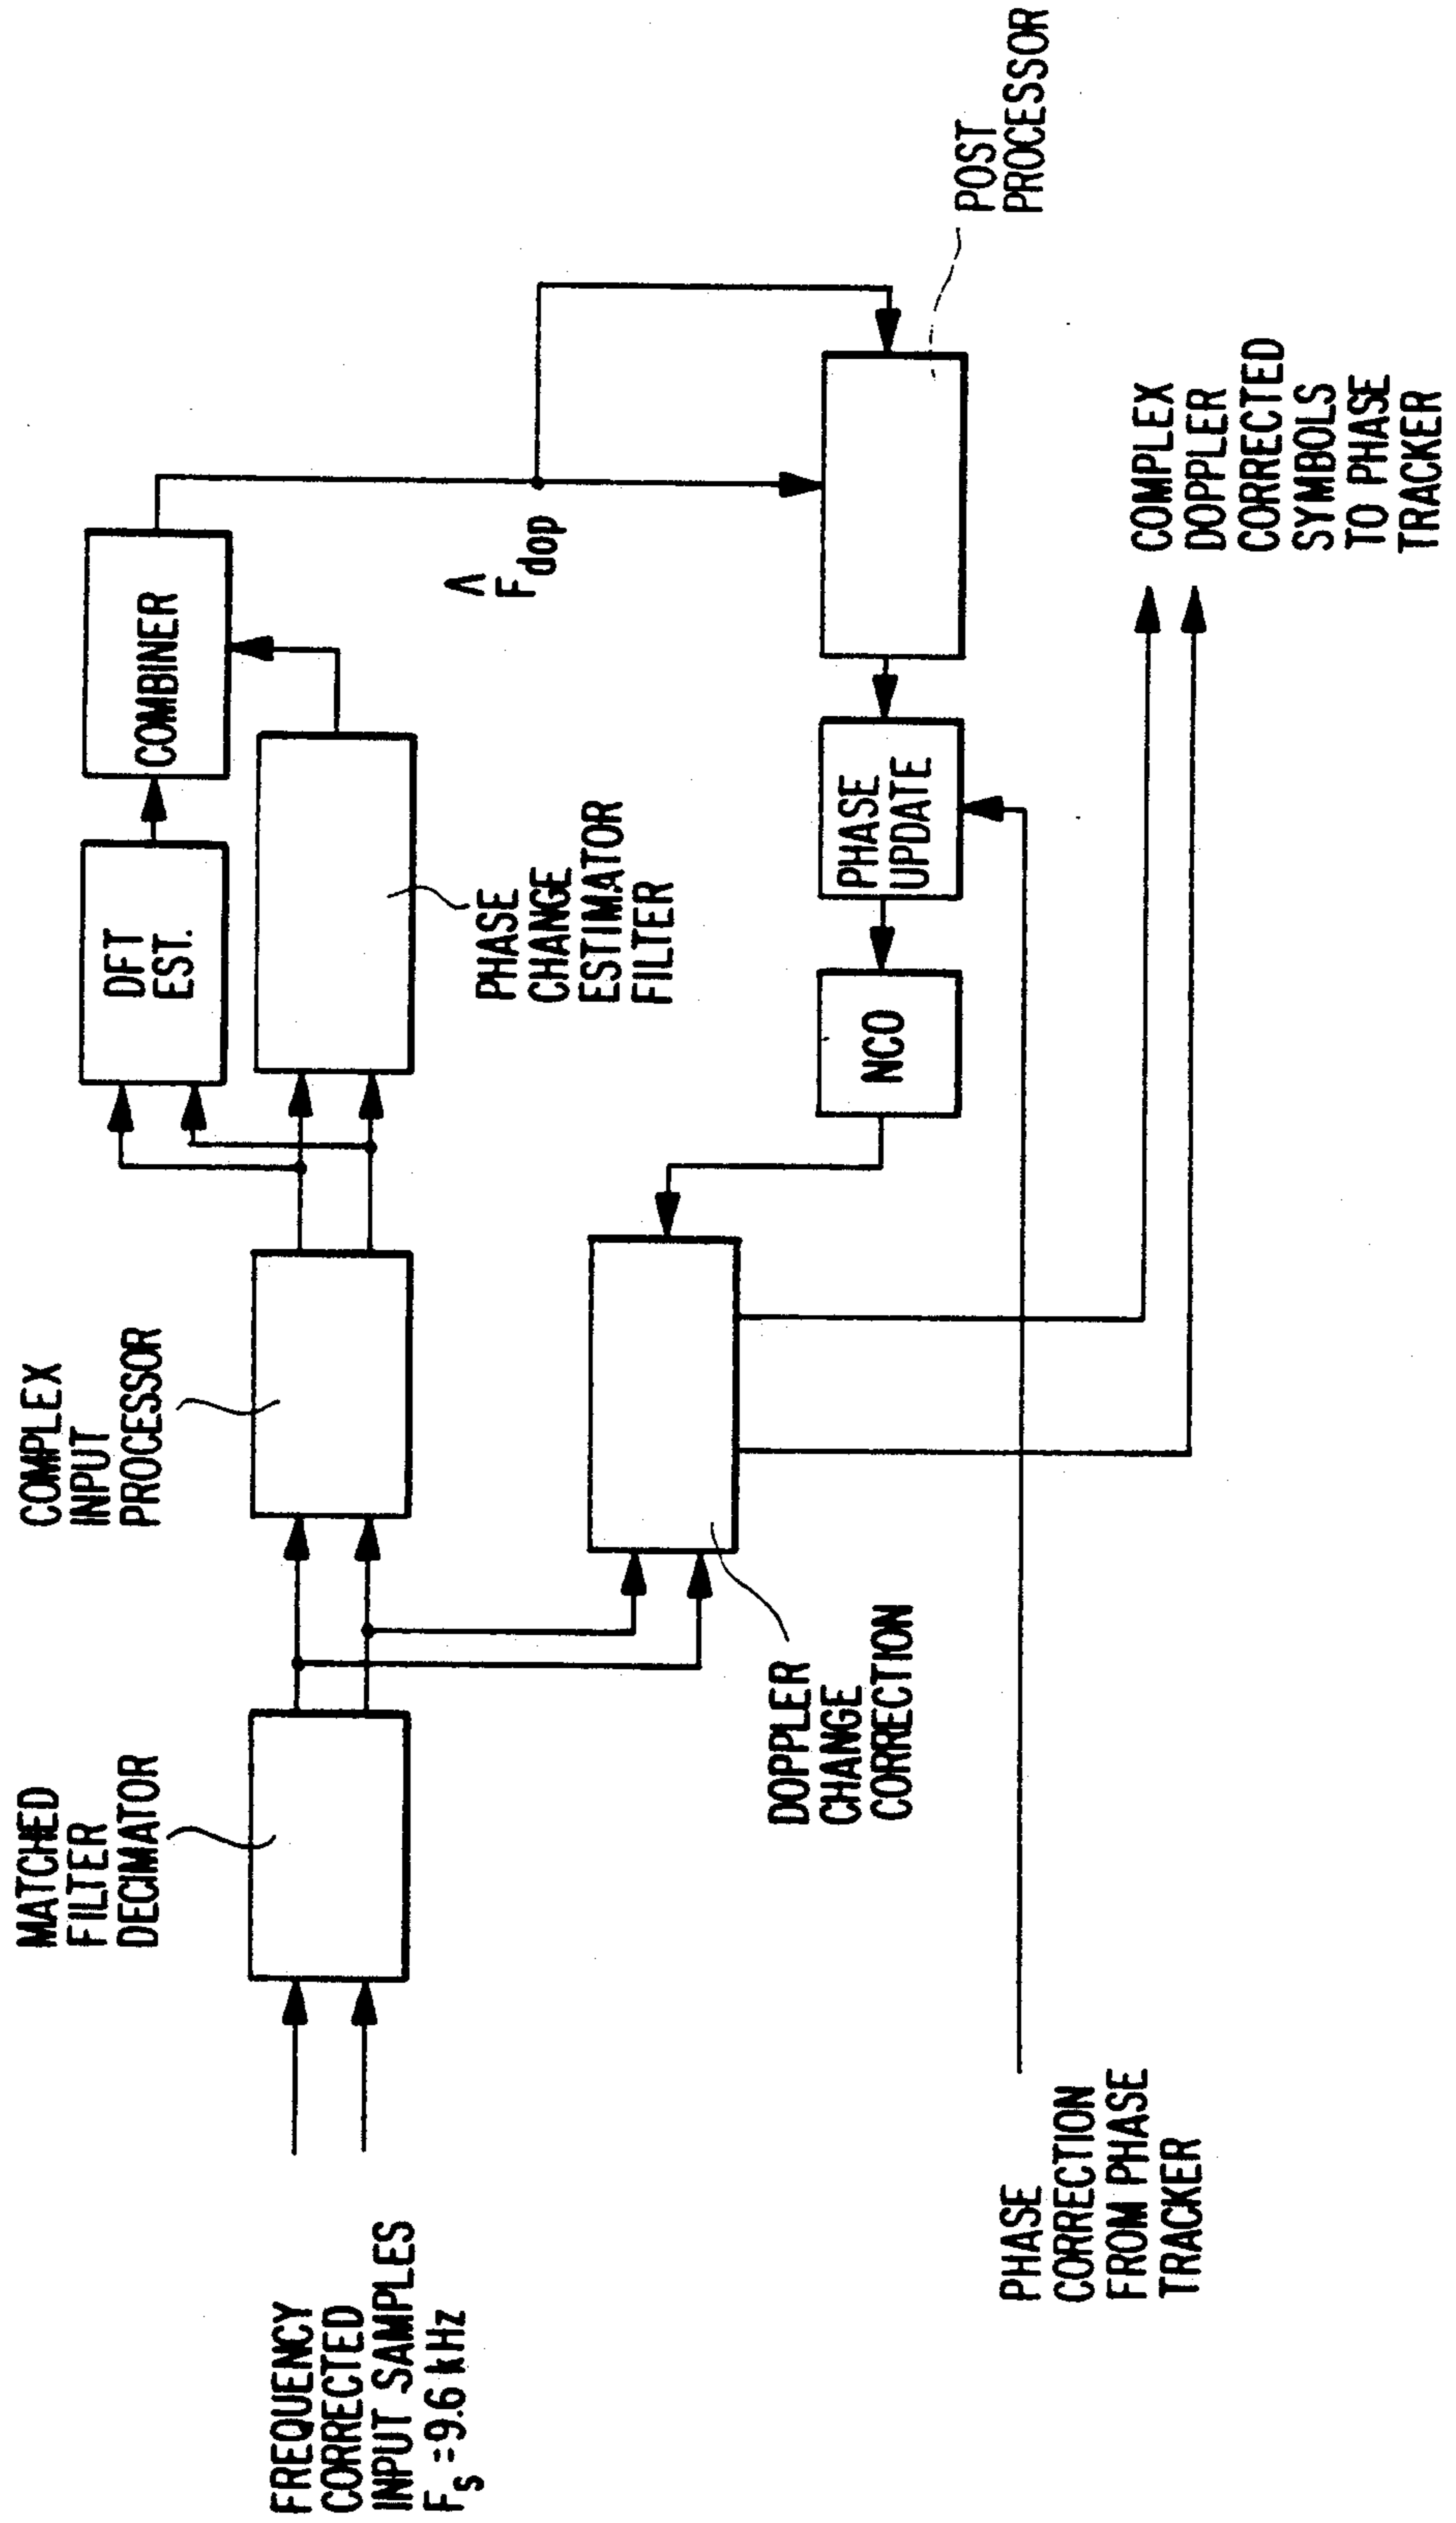 FREQUENCY
CORRECTED
INPUT SAMPLES
Fs = 9.6 kHz
MATCHED
FILTER
DECIMATOR
COMPLEX
INPUT
PROCESSOR
DFT
EST.
COMBINER
PHASE
CHANGE
ESTIMATOR
FILTER
F̂dop
DOPPLER
CHANGE
CORRECTION
NCO
PHASE
UPDATE
POST
PROCESSOR
PHASE
CORRECTION
FROM PHASE
TRACKER
COMPLEX
DOPPLER
CORRECTED
SYMBOLS
TO PHASE
TRACKER